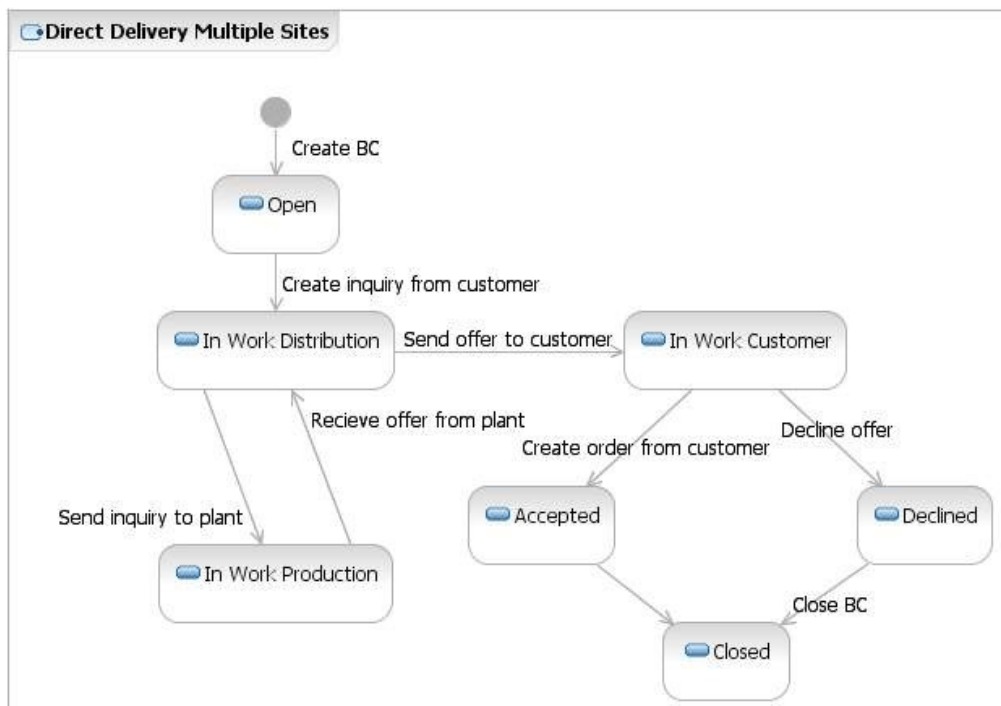 Direct Delivery Multiple Sites
Create BC
Open
Create inquiry from customer
In Work Distribution
Send offer to customer
In Work Customer
Recieve offer from plant
Decline offer
Create order from customer
Send inquiry to plant
Accepted
Declined
In Work Production
Close BC
Closed